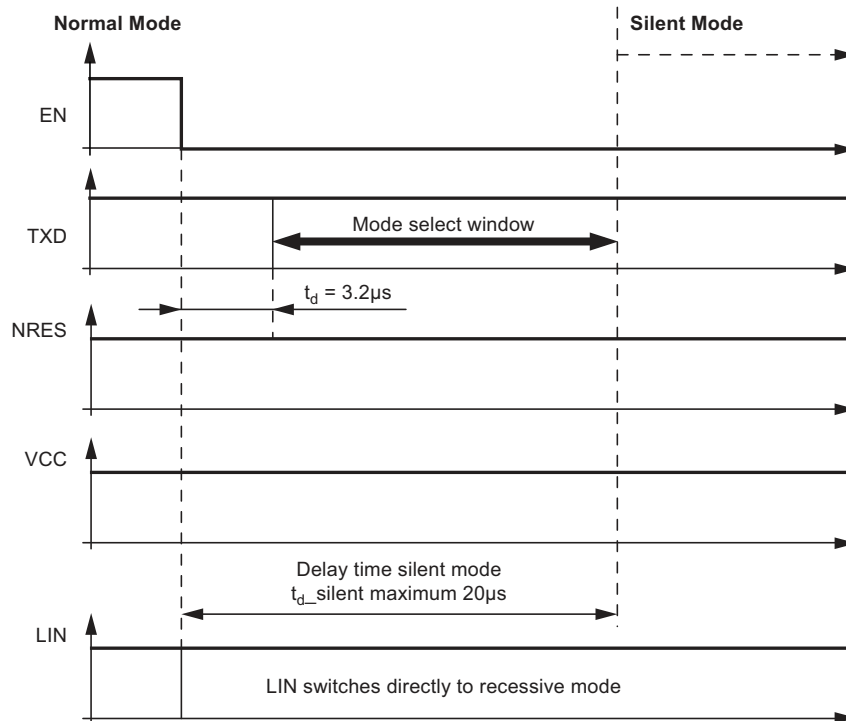 Normal Mode
Silent Mode
EN
TXD
Mode select window
t_d = 3.2µs
NRES
VCC
Delay time silent mode
t_d_silent maximum 20µs
LIN
LIN switches directly to recessive mode